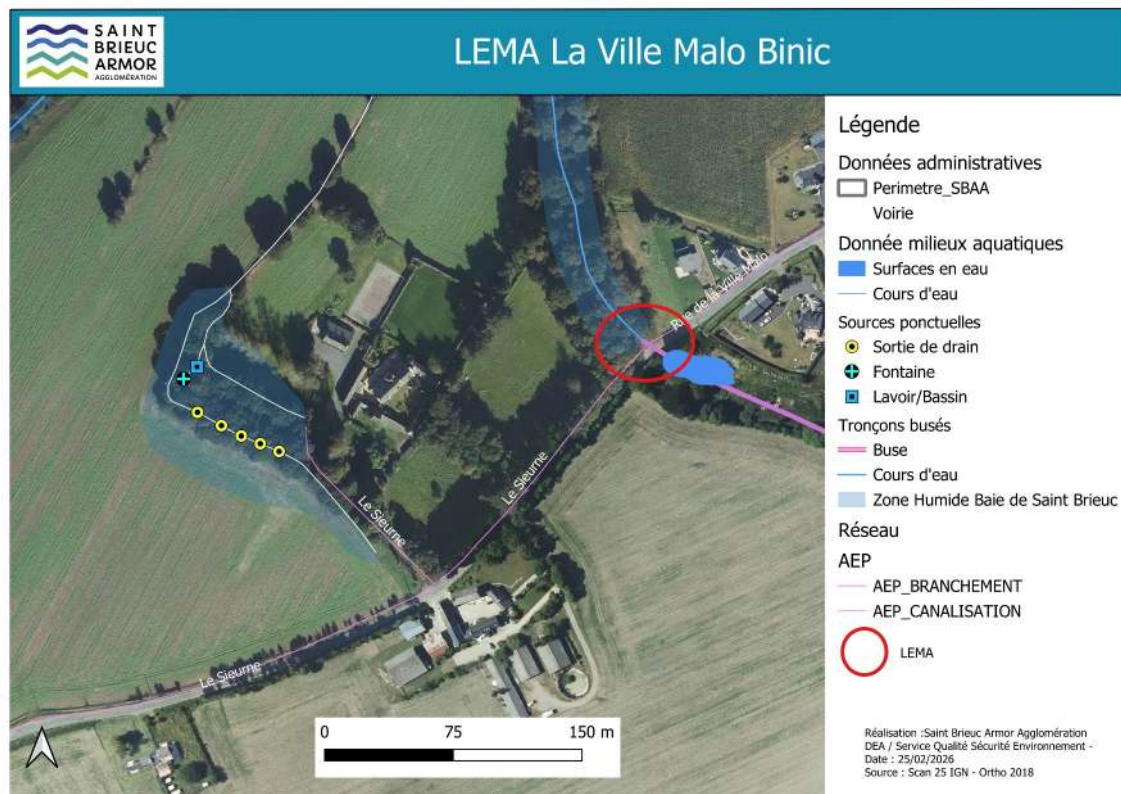 SAINT
BRIEUC
ARMOR
AGGLOMÉRATION
LEMA La Ville Malo Binic
Rue de la Ville Malo
Le Sieurne
Le Sieurne
Le Sieurne
0 75 150 m
Légende
Données administratives
Perimetre_SBAA
Voirie
Donnée milieux aquatiques
Surfaces en eau
Cours d'eau
Sources ponctuelles
Sortie de drain
Fontaine
Lavoir/Bassin
Tronçons busés
Buse
Cours d'eau
Zone Humide Baie de Saint Brieuc
Réseau
AEP
AEP_BRANCHEMENT
AEP_CANALISATION
LEMA
Réalisation :Saint Brieuc Armor Agglomération
DEA / Service Qualité Sécurité Environnement -
Date : 25/02/2026
Source : Scan 25 IGN - Ortho 2018